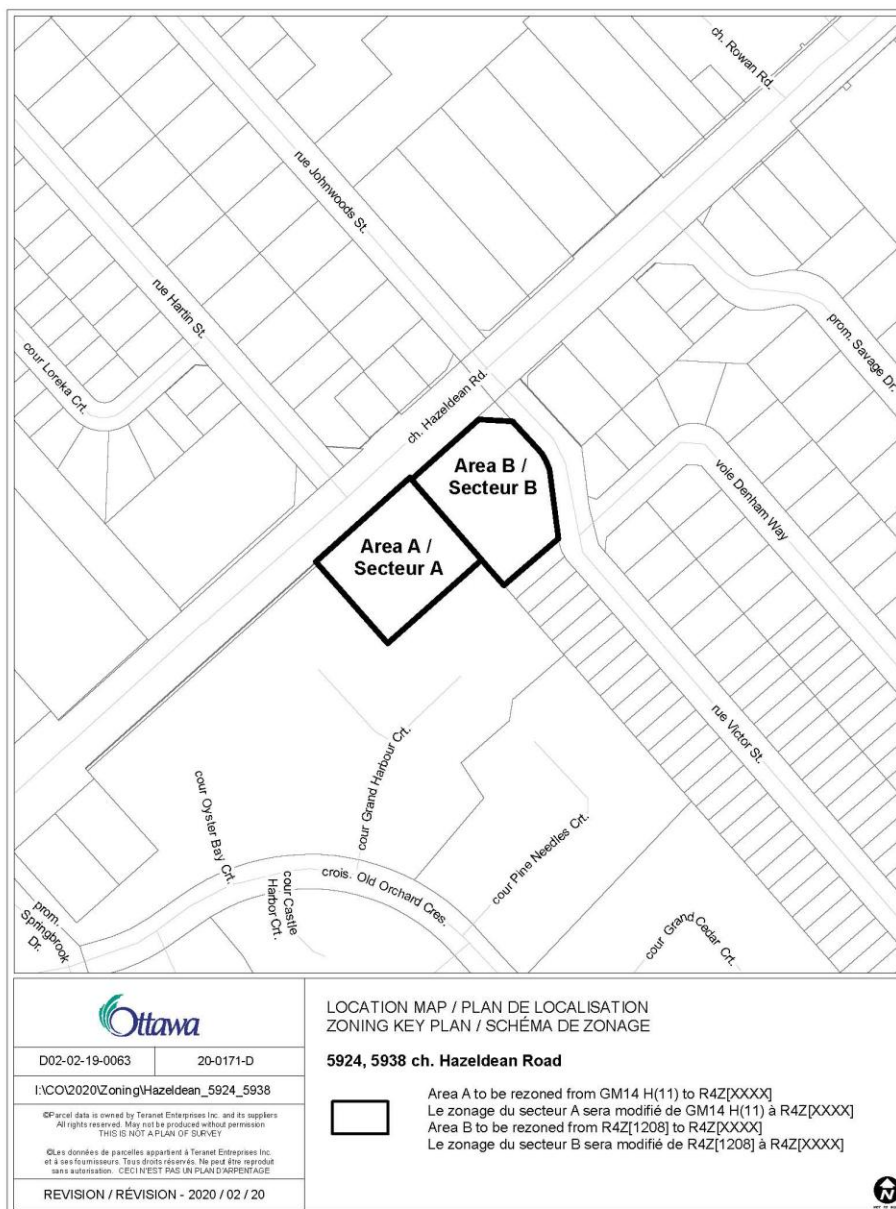 ch. Rowan Rd.
rue Johnwoods St.
rue Hartin St.
cour Loreka Crt.
prom. Savage Dr.
ch. Hazeldean Rd.
voie Denham Way
Area B /
Secteur B
Area A /
Secteur A
rue Victor St.
cour Grand Harbour Crt.
cour Oyster Bay Crt.
cour Castle
Harbor Crt.
crois. Old Orchard Cres.
cour Pine Needles Crt.
cour Grand Cedar Crt.
prom.
Springbrook
Dr.
Ottawa
D02-02-19-0063
20-0171-D
I:\CO\2020\Zoning\Hazeldean_5924_5938
©Parcel data is owned by Teranet Enterprises Inc. and its suppliers
All rights reserved. May not be produced without permission
THIS IS NOT A PLAN OF SURVEY
©Les données de parcelles appartient à Teranet Enterprises Inc.
et à ses fournisseurs. Tous droits réservés. Ne peut être reproduit
sans autorisation. CECI N'EST PAS UN PLAN D'ARPENTAGE
REVISION / RÉVISION - 2020 / 02 / 20
LOCATION MAP / PLAN DE LOCALISATION
ZONING KEY PLAN / SCHÉMA DE ZONAGE
5924, 5938 ch. Hazeldean Road
Area A to be rezoned from GM14 H(11) to R4Z[XXXX]
Le zonage du secteur A sera modifié de GM14 H(11) à R4Z[XXXX]
Area B to be rezoned from R4Z[1208] to R4Z[XXXX]
Le zonage du secteur B sera modifié de R4Z[1208] à R4Z[XXXX]
N